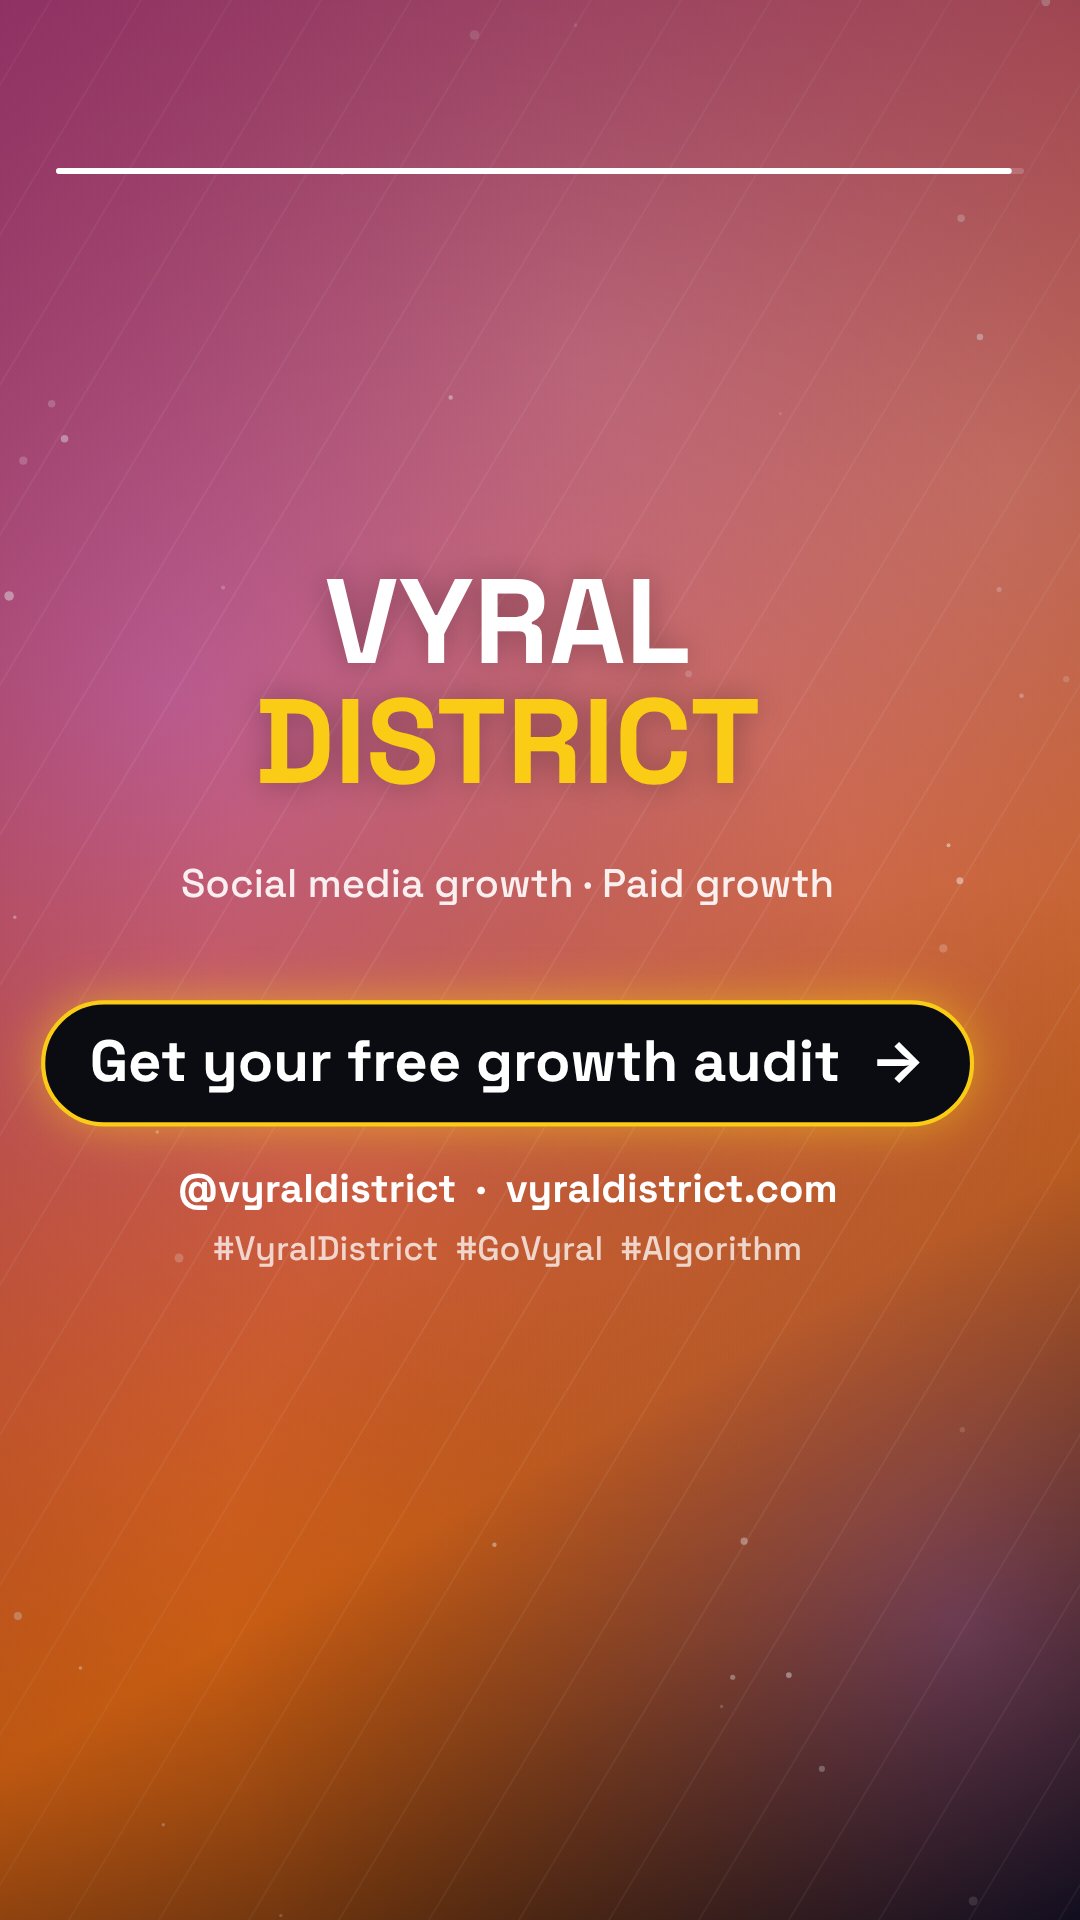 VYRAL
DISTRICT
Social media growth · Paid growth
Get your free growth audit →
@vyraldistrict · vyraldistrict.com
#VyralDistrict #GoVyral #Algorithm